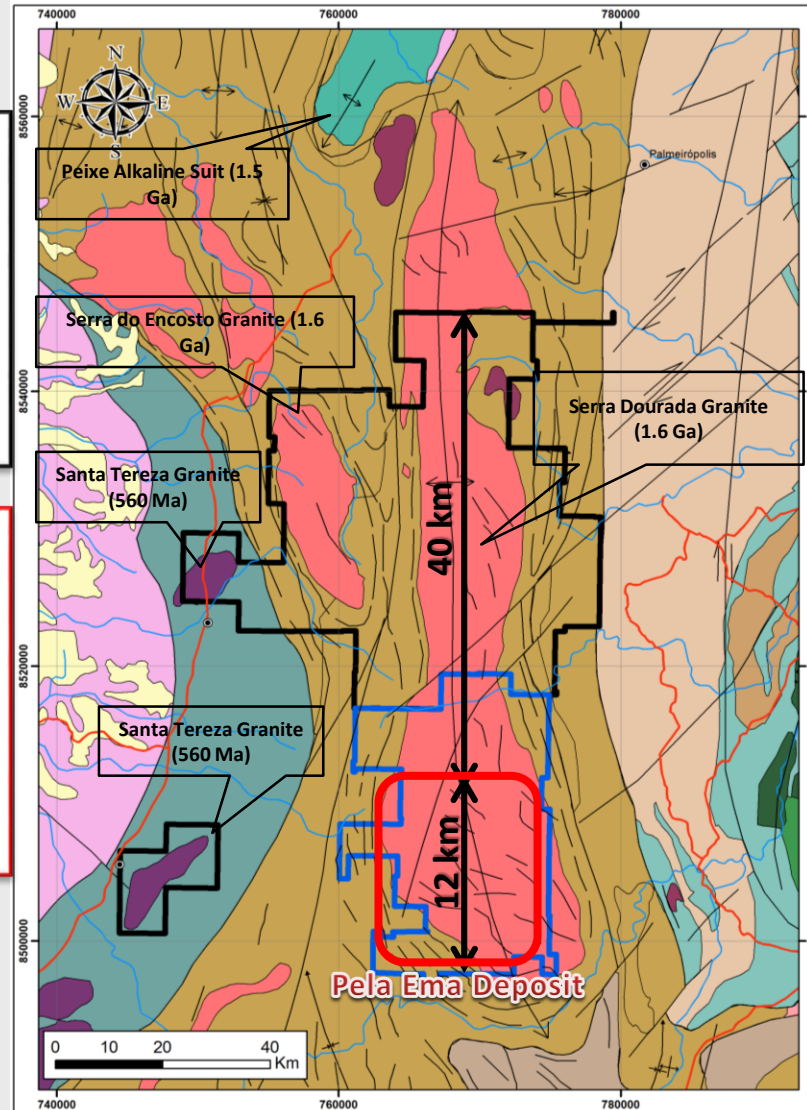 740000 760000 780000
N
W E
S
8560000
Palmeirópolis
Peixe Alkaline Suit (1.5
Ga)
Serra do Encosto Granite (1.6
Ga)
8540000
Serra Dourada Granite
(1.6 Ga)
Santa Tereza Granite
(560 Ma)
40 km
8520000
Santa Tereza Granite
(560 Ma)
12 km
8500000
Pela Ema Deposit
0 10 20 40
Km
740000 760000 780000